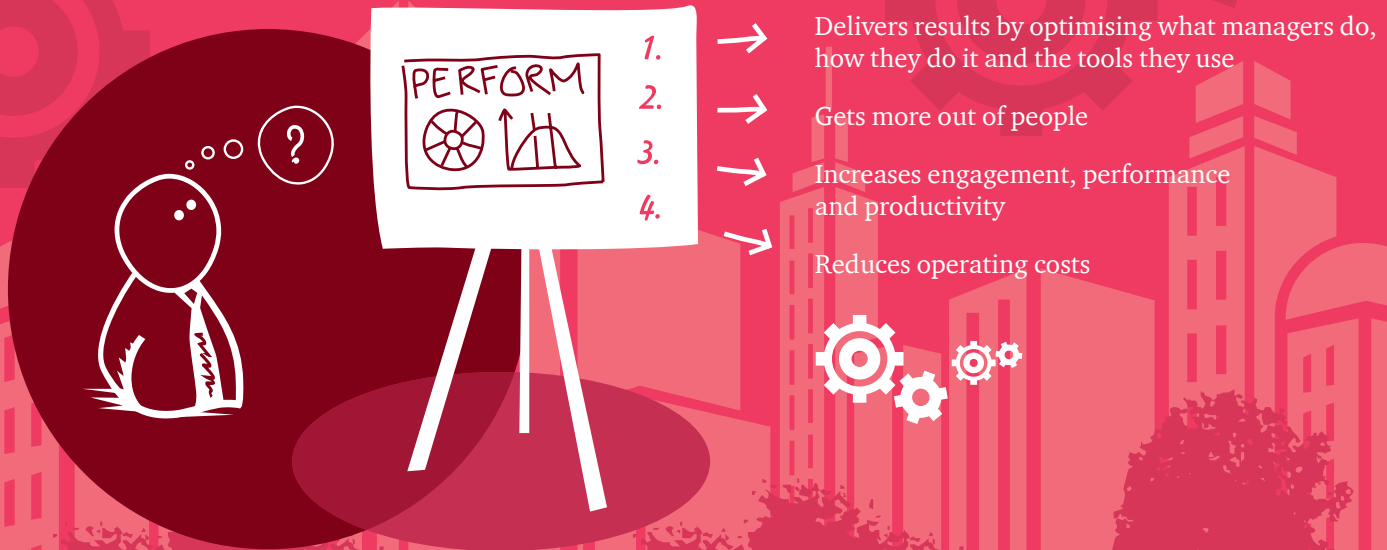 ?
PERFORM
1.
2.
3.
4.
Delivers results by optimising what managers do,
how they do it and the tools they use
Gets more out of people
Increases engagement, performance
and productivity
Reduces operating costs